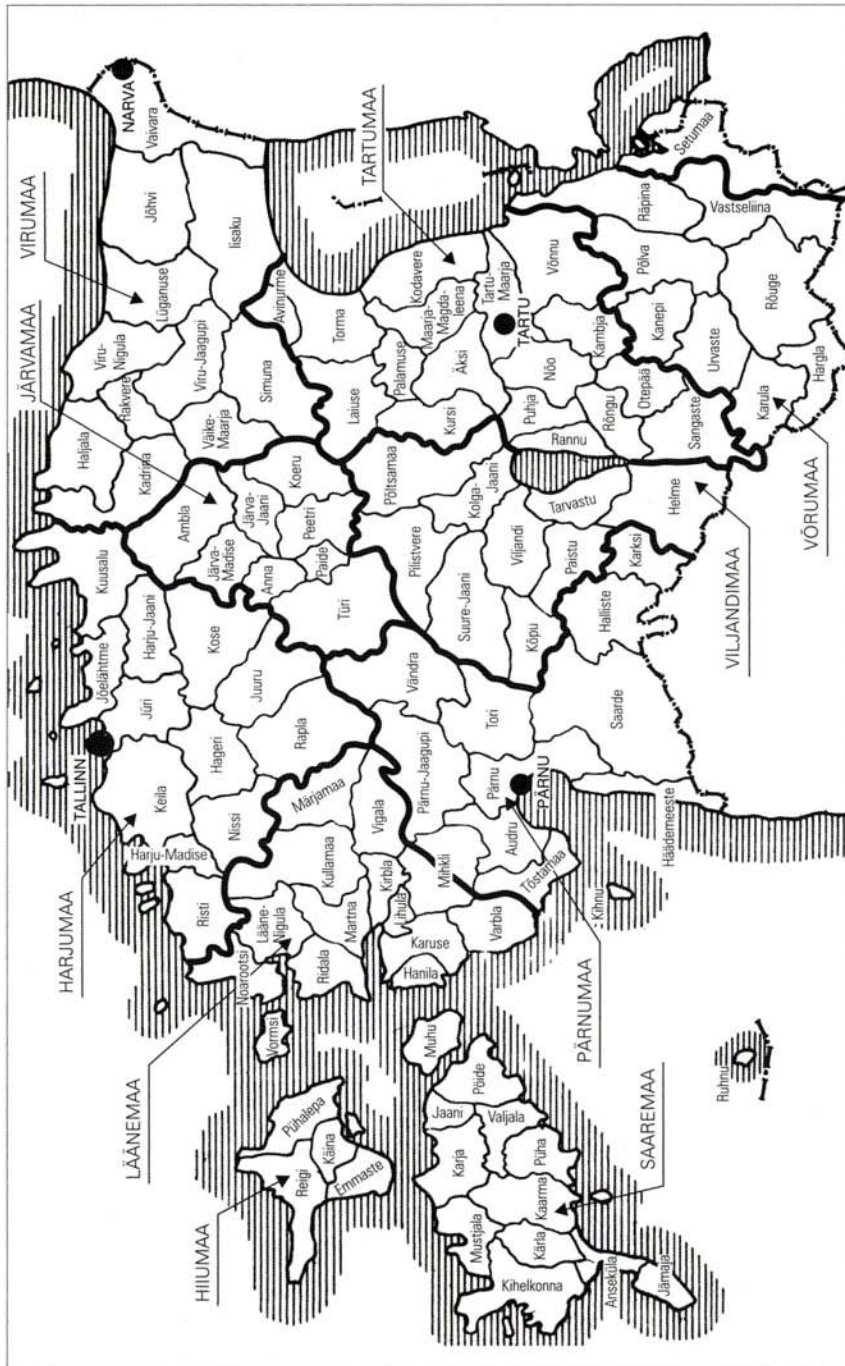 HIIUMAA
LÄÄNEMAA
HARJUMAA
JÄRVAMAA
VIRUMAA
TARTUMAA
SAAREMAA
PÄRNUMAA
VILJANDIMAA
VÕRUMAA
TALLINN
NARVA
TARTU
PÄRNU
Reigi
Pühalepa
Käina
Emmaste
Vormsi
Noarootsi
Lääne-
Nigula
Ridala
Martna
Kullamaa
Märjamaa
Vigala
Kirbla
Lihula
Karuse
Hanila
Varbla
Muhu
Risti
Harju-Madise
Keila
Nissi
Hageri
Rapla
Juuru
Jüri
Jõelähtme
Harju-Jaani
Kose
Kuusalu
Ambla
Järva-
Madise
Järva-
Jaani
Anna
Peetri
Koeru
Paide
Türi
Haljala
Kadrina
Rakvere
Viru-
Nigula
Väike-
Maarja
Viru-Jaagupi
Simuna
Lüganuse
Jõhvi
Iisaku
Vaivara
Avinurme
Torma
Laiuse
Palamuse
Kodavere
Maarja-
Magda-
leena
Äksi
Kursi
Tartu-
Maarja
Võnnu
Kambja
Nõo
Puhja
Rannu
Rõngu
Otepää
Sangaste
Mihkli
Pärnu-Jaagupi
Vändra
Tori
Pärnu
Audru
Tõstamaa
Kihnu
Häädemeeste
Saarde
Halliste
Karksi
Põltsamaa
Pilistvere
Kolga-
Jaani
Suure-Jaani
Viljandi
Kõpu
Paistu
Tarvastu
Helme
Räpina
Põlva
Kanepi
Urvaste
Vastseliina
Rõuge
Karula
Hargla
Setumaa
Mustjala
Kihelkonna
Kärla
Kaarma
Karja
Jaani
Pöide
Valjala
Püha
Anseküla
Jämaja
Ruhnu